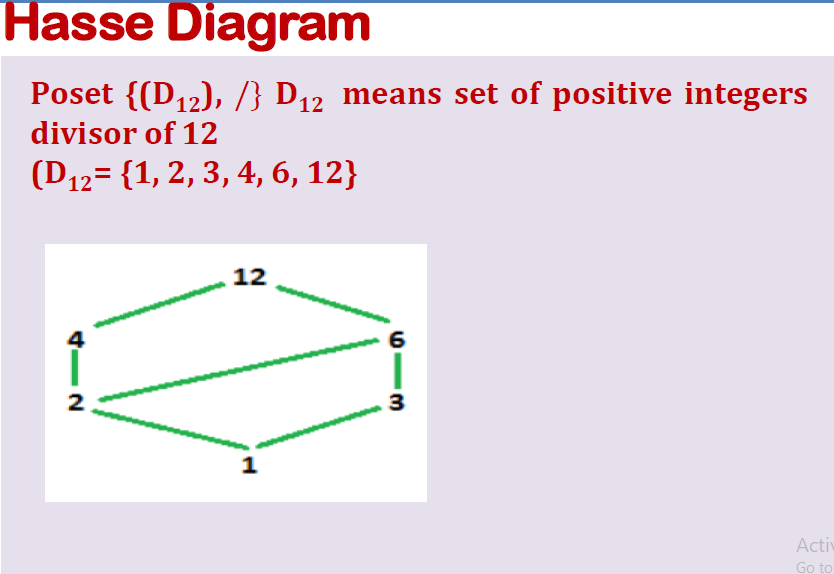 Hasse Diagram
Poset {(D₁₂), /} D₁₂ means set of positive integers
divisor of 12
(D₁₂= {1, 2, 3, 4, 6, 12}
12
4 6
2 3
1
Go to